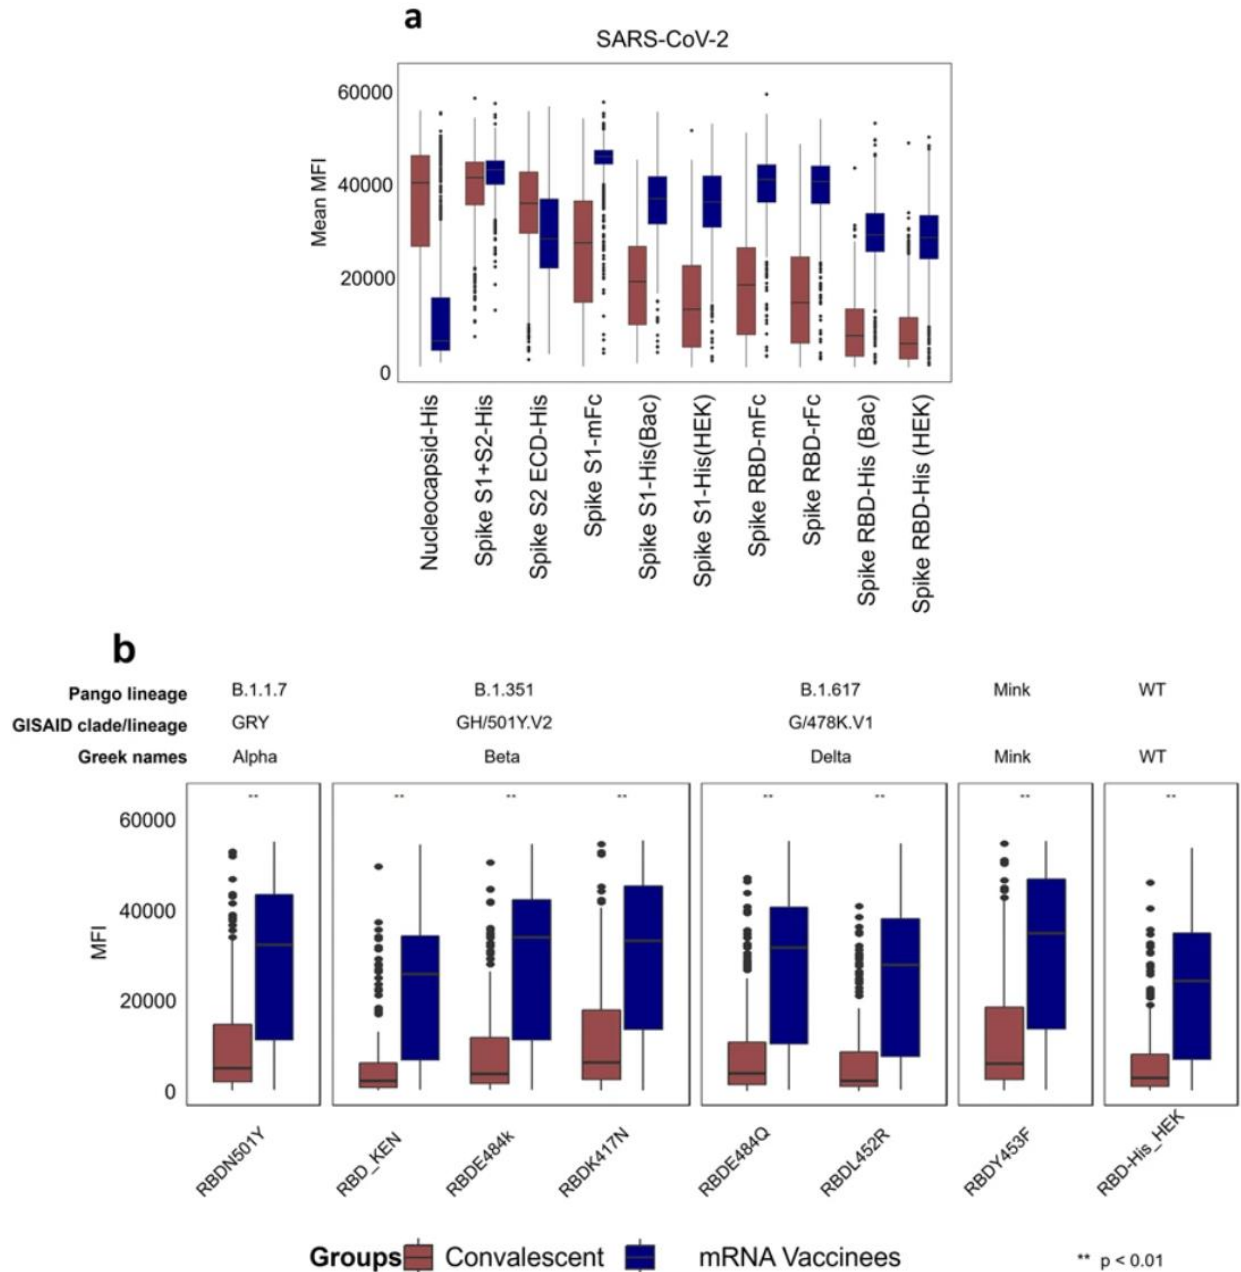 a
SARS-CoV-2
Mean MFI
60000
40000
20000
0
Nucleocapsid-His
Spike S1+S2-His
Spike S2 ECD-His
Spike S1-mFc
Spike S1-His(Bac)
Spike S1-His(HEK)
Spike RBD-mFc
Spike RBD-rFc
Spike RBD-His (Bac)
Spike RBD-His (HEK)
b
Pango lineage B.1.1.7 B.1.351 B.1.617 Mink WT
GISAID clade/lineage GRY GH/501Y.V2 G/478K.V1
Greek names Alpha Beta Delta Mink WT
** ** ** ** ** ** ** **
MFI
60000
40000
20000
0
RBDN501Y
RBD_KEN
RBDE484k
RBDK417N
RBDE484Q
RBDL452R
RBDY453F
RBD-His_HEK
Groups Convalescent mRNA Vaccinees ** p < 0.01